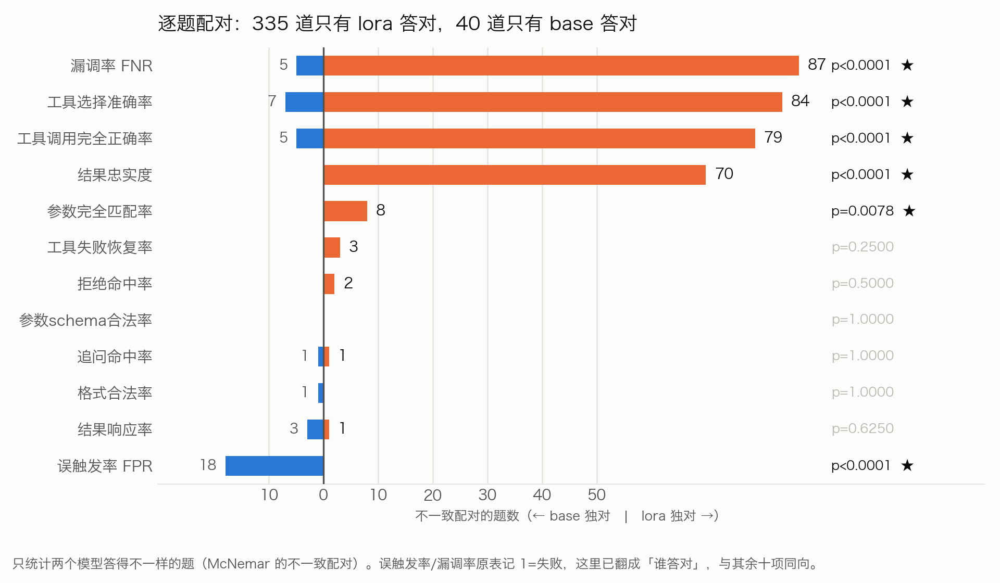 逐题配对：335 道只有 lora 答对，40 道只有 base 答对
漏调率 FNR 5 87 p<0.0001 ★
工具选择准确率 7 84 p<0.0001 ★
工具调用完全正确率 5 79 p<0.0001 ★
结果忠实度 70 p<0.0001 ★
参数完全匹配率 8 p=0.0078 ★
工具失败恢复率 3 p=0.2500
拒绝命中率 2 p=0.5000
参数schema合法率 p=1.0000
追问命中率 1 1 p=1.0000
格式合法率 1 p=1.0000
结果响应率 3 1 p=0.6250
误触发率 FPR 18 p<0.0001 ★
10 0 10 20 30 40 50
不一致配对的题数（← base 独对 | lora 独对 →）
只统计两个模型答得不一样的题（McNemar 的不一致配对）。误触发率/漏调率原表记 1=失败，这里已翻成「谁答对」，与其余十项同向。